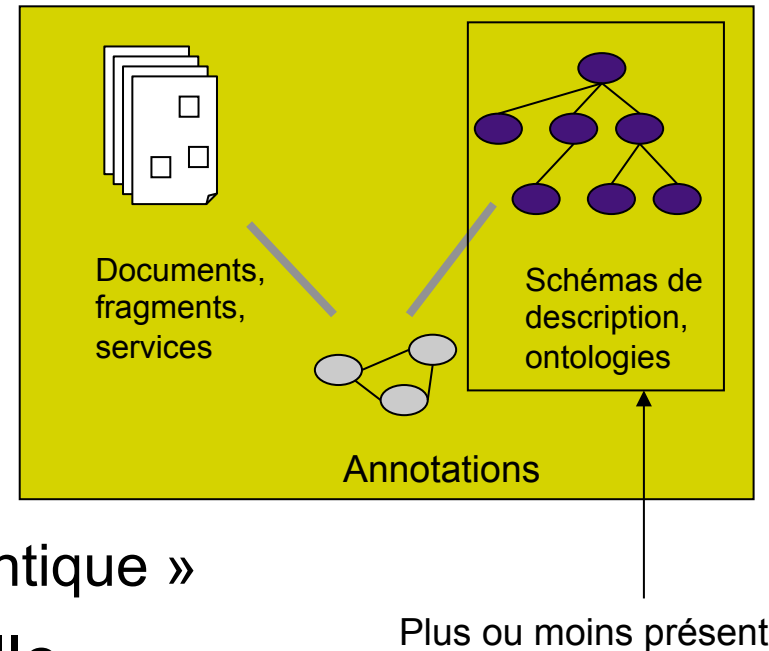 Documents,
fragments,
services
Schémas de
description,
ontologies
Annotations
ntique »
Plus ou moins présent